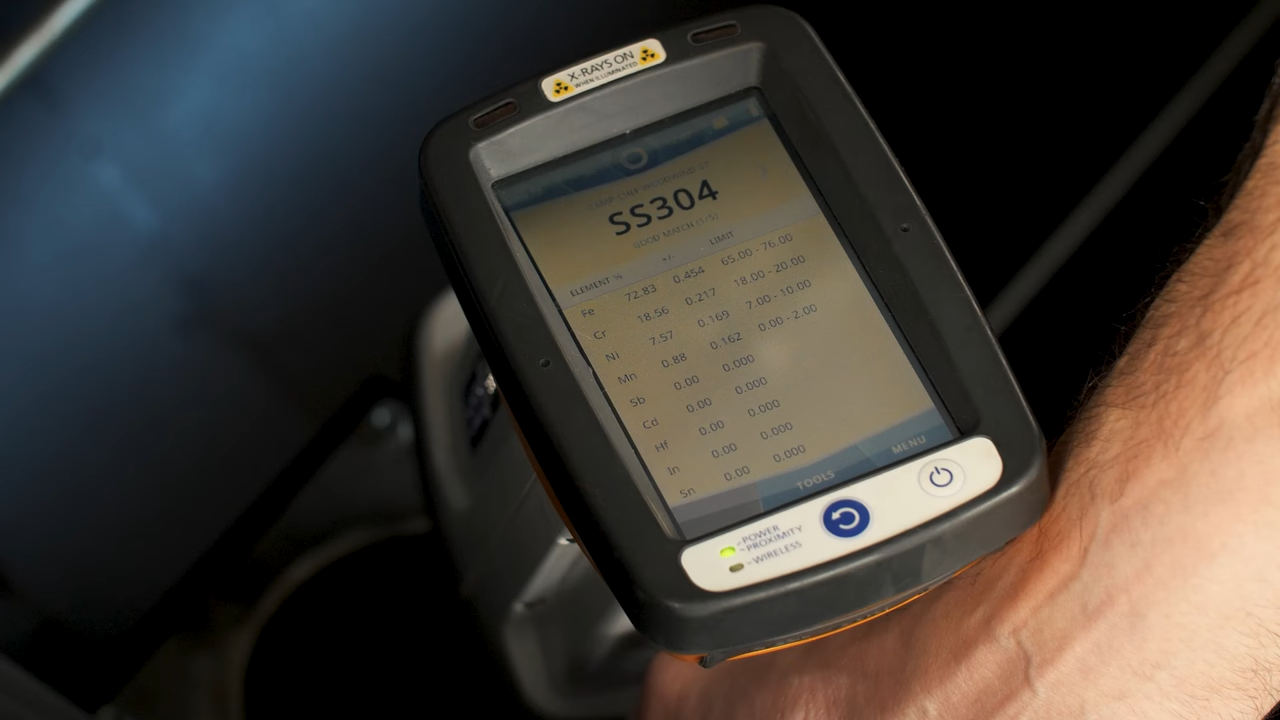 X-RAYS ON
WHEN ILLUMINATED
SS304
GOOD MATCH (1/5)
ELEMENT % +/- LIMIT
Fe 72.83 0.454 65.00 - 76.00
Cr 18.56 0.217 18.00 - 20.00
Ni 7.57 0.169 7.00 - 10.00
Mn 0.88 0.162 0.00 - 2.00
Sb 0.00 0.000
Cd 0.00 0.000
Hf 0.00 0.000
In 0.00 0.000
Sn 0.00 0.000
TOOLS MENU
-POWER
-PROXIMITY
-WIRELESS